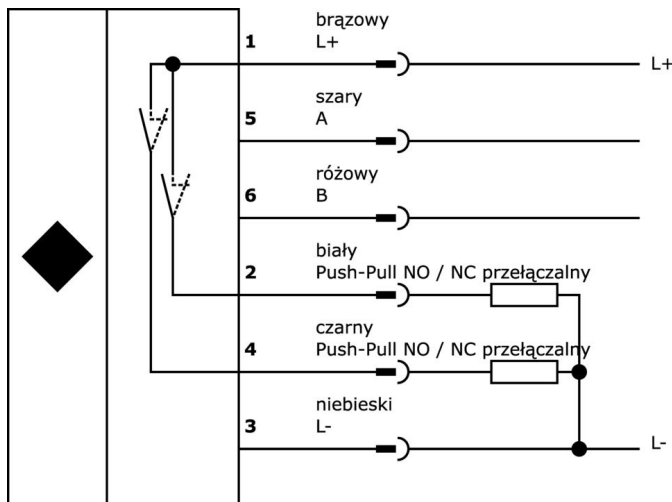 brązowy
1 L+ L+
szary
5 A
różowy
6 B
biały
2 Push-Pull NO / NC przełączalny
czarny
4 Push-Pull NO / NC przełączalny
niebieski
3 L- L-